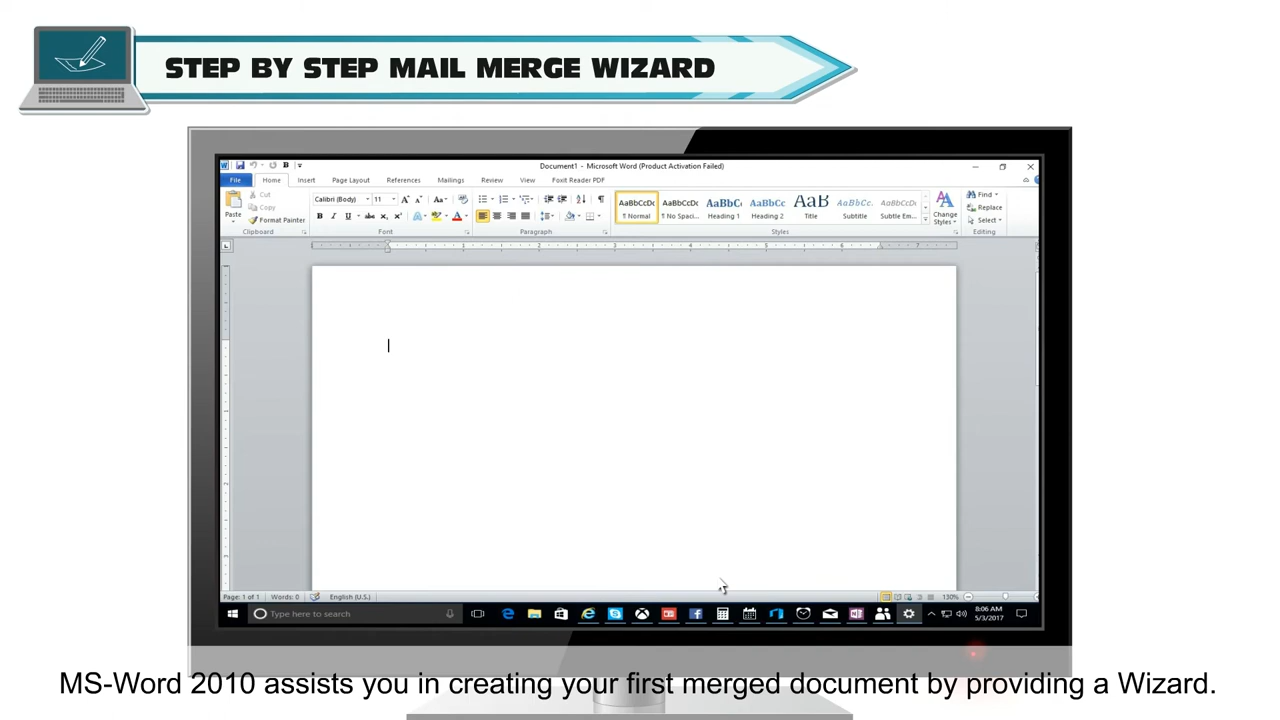 STEP BY STEP MAIL MERGE WIZARD
Document1 - Microsoft Word (Product Activation Failed)
File Home Insert Page Layout References Mailings Review View Foxit Reader PDF
Cut
Copy
Paste
Format Painter
Clipboard
Calibri (Body) 11
Font
Paragraph
AaBbCcDc AaBbCcDc AaBbC AaBbCc AaB AaBbCc. AaBbCcDc
¶ Normal ¶ No Spaci... Heading 1 Heading 2 Title Subtitle Subtle Em...
Change Styles
Styles
Find
Replace
Select
Editing
Page: 1 of 1 Words: 0 English (U.S.) 130%
Type here to search
8:06 AM
5/3/2017
MS-Word 2010 assists you in creating your first merged document by providing a Wizard.